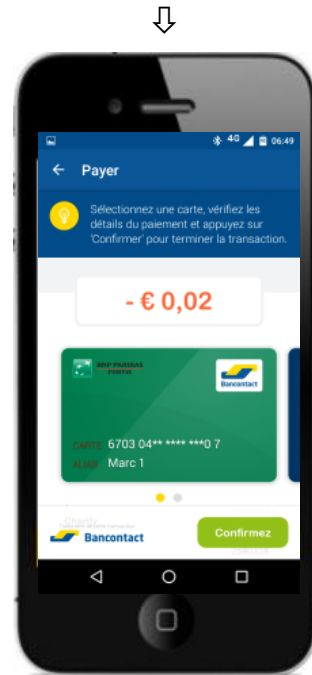 4G 06:49
Payer
Sélectionnez une carte, vérifiez les
détails du paiement et appuyez sur
'Confirmer' pour terminer la transaction.
- € 0,02
BNP PARIBAS
FORTIS
Bancontact
CARTE 6703 04** **** ***0 7
ALIAS Marc 1
Bancontact
Confirmez